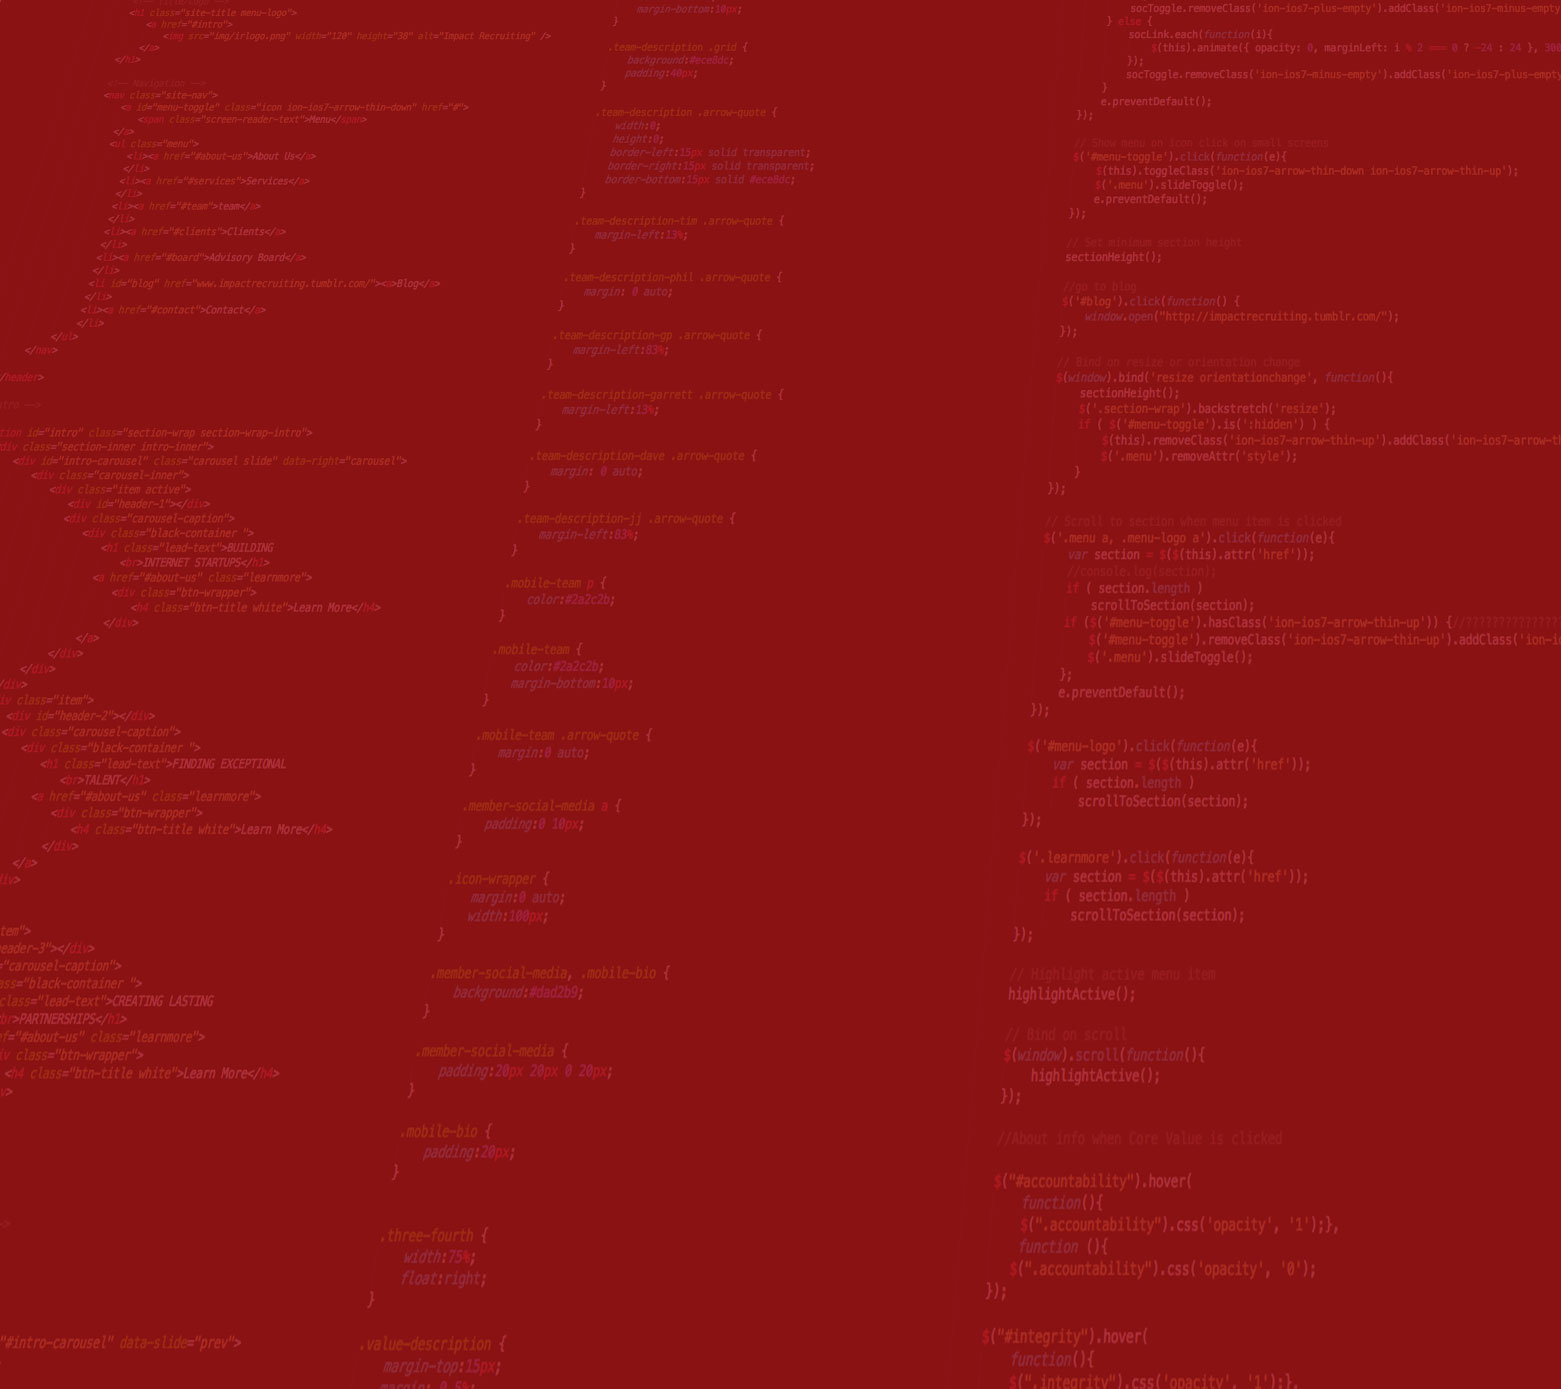 <h1 class="site-title menu-logo">
<a href="#intro">
<img src="img/irlogo.png" width="120" height="38" alt="Impact Recruiting" />
</a>
</h1>
<!-- Navigation -->
<nav class="site-nav">
<a id="menu-toggle" class="icon ion-ios7-arrow-thin-down" href="#">
<span class="screen-reader-text">Menu</span>
</a>
<ul class="menu">
<li><a href="#about-us">About Us</a>
</li>
<li><a href="#services">Services</a>
</li>
<li><a href="#team">team</a>
</li>
<li><a href="#clients">Clients</a>
</li>
<li><a href="#board">Advisory Board</a>
</li>
<li id="blog" href="www.impactrecruiting.tumblr.com/"><a>Blog</a>
</li>
<li><a href="#contact">Contact</a>
</li>
</ul>
</nav>
/header>
ntro -->
tion id="intro" class="section-wrap section-wrap-intro">
div class="section-inner intro-inner">
<div id="intro-carousel" class="carousel slide" data-right="carousel">
<div class="carousel-inner">
<div class="item active">
<div id="header-1"></div>
<div class="carousel-caption">
<div class="black-container ">
<h1 class="lead-text">BUILDING
<br>INTERNET STARTUPS</h1>
<a href="#about-us" class="learnmore">
<div class="btn-wrapper">
<h4 class="btn-title white">Learn More</h4>
</div>
</a>
</div>
</div>
/div>
iv class="item">
<div id="header-2"></div>
<div class="carousel-caption">
<div class="black-container ">
<h1 class="lead-text">FINDING EXCEPTIONAL
<br>TALENT</h1>
<a href="#about-us" class="learnmore">
<div class="btn-wrapper">
<h4 class="btn-title white">Learn More</h4>
</div>
</a>
div>
tem">
eader-3"></div>
="carousel-caption">
ass="black-container ">
class="lead-text">CREATING LASTING
br>PARTNERSHIPS</h1>
ef="#about-us" class="learnmore">
iv class="btn-wrapper">
<h4 class="btn-title white">Learn More</h4>
v>
->
"#intro-carousel" data-slide="prev">
margin-bottom:10px;
}
.team-description .grid {
background:#ece8dc;
padding:40px;
}
.team-description .arrow-quote {
width:0;
height:0;
border-left:15px solid transparent;
border-right:15px solid transparent;
border-bottom:15px solid #ece8dc;
}
.team-description-tim .arrow-quote {
margin-left:13%;
}
.team-description-phil .arrow-quote {
margin: 0 auto;
}
.team-description-gp .arrow-quote {
margin-left:83%;
}
.team-description-garrett .arrow-quote {
margin-left:13%;
}
.team-description-dave .arrow-quote {
margin: 0 auto;
}
.team-description-jj .arrow-quote {
margin-left:83%;
}
.mobile-team p {
color:#2a2c2b;
}
.mobile-team {
color:#2a2c2b;
margin-bottom:10px;
}
.mobile-team .arrow-quote {
margin:0 auto;
}
.member-social-media a {
padding:0 10px;
}
.icon-wrapper {
margin:0 auto;
width:100px;
}
.member-social-media, .mobile-bio {
background:#dad2b9;
}
.member-social-media {
padding:20px 20px 0 20px;
}
.mobile-bio {
padding:20px;
}
.three-fourth {
width:75%;
float:right;
}
.value-description {
margin-top:15px;
margin: 0 5%;
socToggle.removeClass('ion-ios7-plus-empty').addClass('ion-ios7-minus-empty
} else {
socLink.each(function(i){
$(this).animate({ opacity: 0, marginLeft: i % 2 === 0 ? -24 : 24 }, 300
});
socToggle.removeClass('ion-ios7-minus-empty').addClass('ion-ios7-plus-empty
}
e.preventDefault();
});
// Show menu on icon click on small screens
$('#menu-toggle').click(function(e){
$(this).toggleClass('ion-ios7-arrow-thin-down ion-ios7-arrow-thin-up');
$('.menu').slideToggle();
e.preventDefault();
});
// Set minimum section height
sectionHeight();
//go to blog
$('#blog').click(function() {
window.open("http://impactrecruiting.tumblr.com/");
});
// Bind on resize or orientation change
$(window).bind('resize orientationchange', function(){
sectionHeight();
$('.section-wrap').backstretch('resize');
if ( $('#menu-toggle').is(':hidden') ) {
$(this).removeClass('ion-ios7-arrow-thin-up').addClass('ion-ios7-arrow-th
$('.menu').removeAttr('style');
}
});
// Scroll to section when menu item is clicked
$('.menu a, .menu-logo a').click(function(e){
var section = $($(this).attr('href'));
//console.log(section);
if ( section.length )
scrollToSection(section);
if ($('#menu-toggle').hasClass('ion-ios7-arrow-thin-up')) {//??????????????
$('#menu-toggle').removeClass('ion-ios7-arrow-thin-up').addClass('ion-io
$('.menu').slideToggle();
};
e.preventDefault();
});
$('#menu-logo').click(function(e){
var section = $($(this).attr('href'));
if ( section.length )
scrollToSection(section);
});
$('.learnmore').click(function(e){
var section = $($(this).attr('href'));
if ( section.length )
scrollToSection(section);
});
// Highlight active menu item
highlightActive();
// Bind on scroll
$(window).scroll(function(){
highlightActive();
});
//About info when Core Value is clicked
$("#accountability").hover(
function(){
$(".accountability").css('opacity', '1');},
function (){
$(".accountability").css('opacity', '0');
});
$("#integrity").hover(
function(){
$(".integrity").css('opacity', '1');},